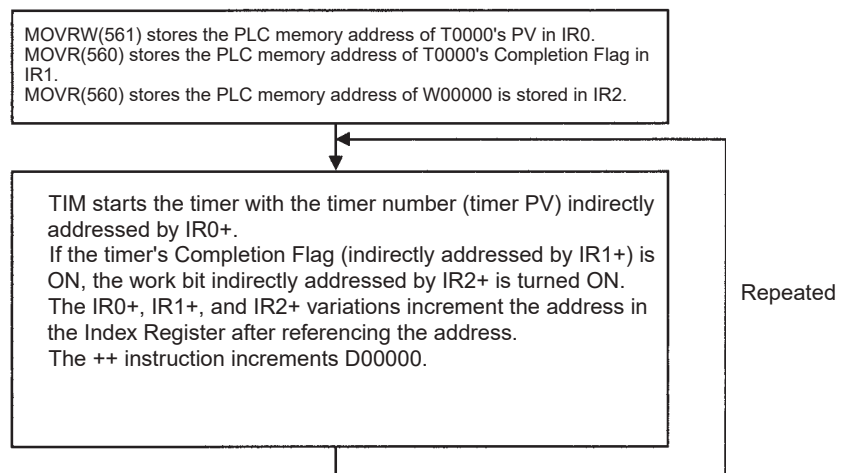 MOVRW(561) stores the PLC memory address of T0000's PV in IR0.
MOVR(560) stores the PLC memory address of T0000's Completion Flag in
IR1.
MOVR(560) stores the PLC memory address of W00000 is stored in IR2.
TIM starts the timer with the timer number (timer PV) indirectly
addressed by IR0+.
If the timer's Completion Flag (indirectly addressed by IR1+) is
ON, the work bit indirectly addressed by IR2+ is turned ON.
The IR0+, IR1+, and IR2+ variations increment the address in
the Index Register after referencing the address.
The ++ instruction increments D00000.
Repeated